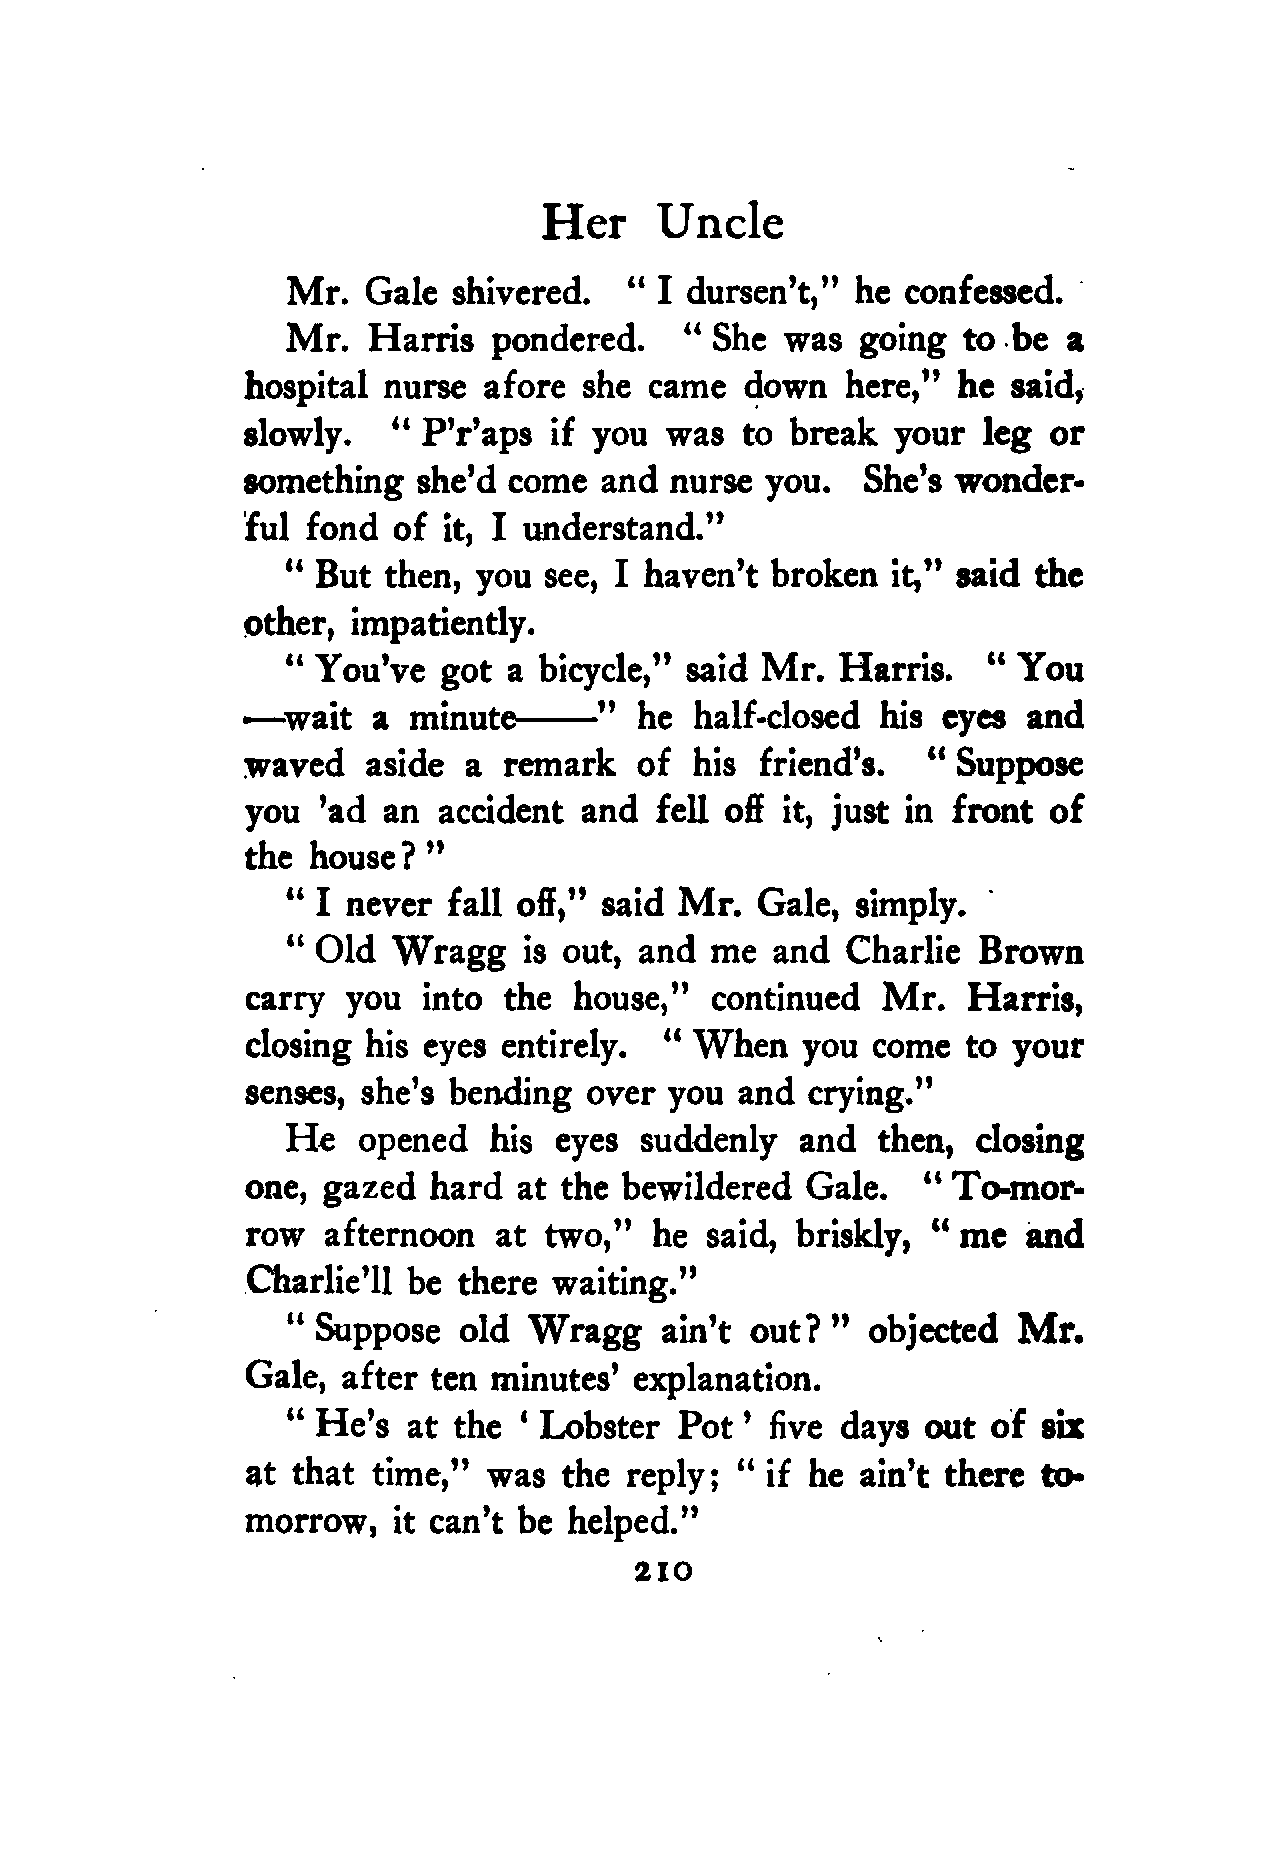 Her Uncle
Mr. Gale shivered. “ I dursen't,” he confessed.
Mr. Harris pondered. “ She was going to be a
hospital nurse afore she came down here,” he said,
slowly. “ P'r'aps if you was to break your leg or
something she'd come and nurse you. She's wonder-
ful fond of it, I understand.”
“ But then, you see, I haven't broken it,” said the
other, impatiently.
“ You've got a bicycle,” said Mr. Harris. “ You
—wait a minute——” he half-closed his eyes and
waved aside a remark of his friend's. “ Suppose
you 'ad an accident and fell off it, just in front of
the house? ”
“ I never fall off,” said Mr. Gale, simply.
“ Old Wragg is out, and me and Charlie Brown
carry you into the house,” continued Mr. Harris,
closing his eyes entirely. “ When you come to your
senses, she's bending over you and crying.”
He opened his eyes suddenly and then, closing
one, gazed hard at the bewildered Gale. “ To-mor-
row afternoon at two,” he said, briskly, “ me and
Charlie'll be there waiting.”
“ Suppose old Wragg ain't out? ” objected Mr.
Gale, after ten minutes' explanation.
“ He's at the ‘ Lobster Pot ’ five days out of six
at that time,” was the reply; “ if he ain't there to-
morrow, it can't be helped.”
210